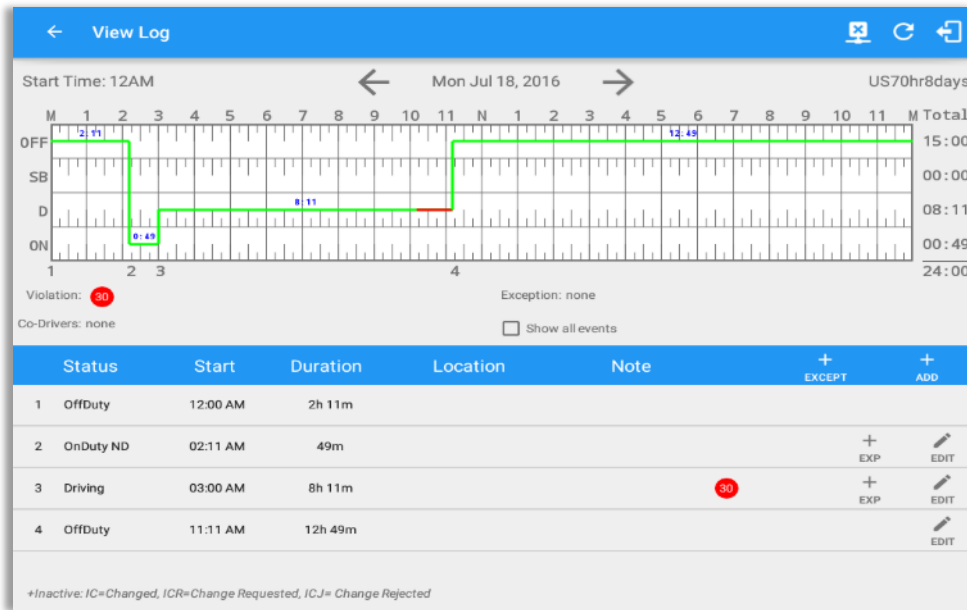 View Log
Start Time: 12AM Mon Jul 18, 2016 US70hr8days
M 1 2 3 4 5 6 7 8 9 10 11 N 1 2 3 4 5 6 7 8 9 10 11 M Total
2:11 12:49
OFF 15:00
SB 00:00
8:11
D 08:11
0:49
ON 00:49
1 2 3 4 24:00
Violation: 30 Exception: none
Co-Drivers: none Show all events
Status Start Duration Location Note + EXCEPT + ADD
1 OffDuty 12:00 AM 2h 11m
2 OnDuty ND 02:11 AM 49m + EXP EDIT
3 Driving 03:00 AM 8h 11m 30 + EXP EDIT
4 OffDuty 11:11 AM 12h 49m EDIT
+Inactive: IC=Changed, ICR=Change Requested, ICJ= Change Rejected